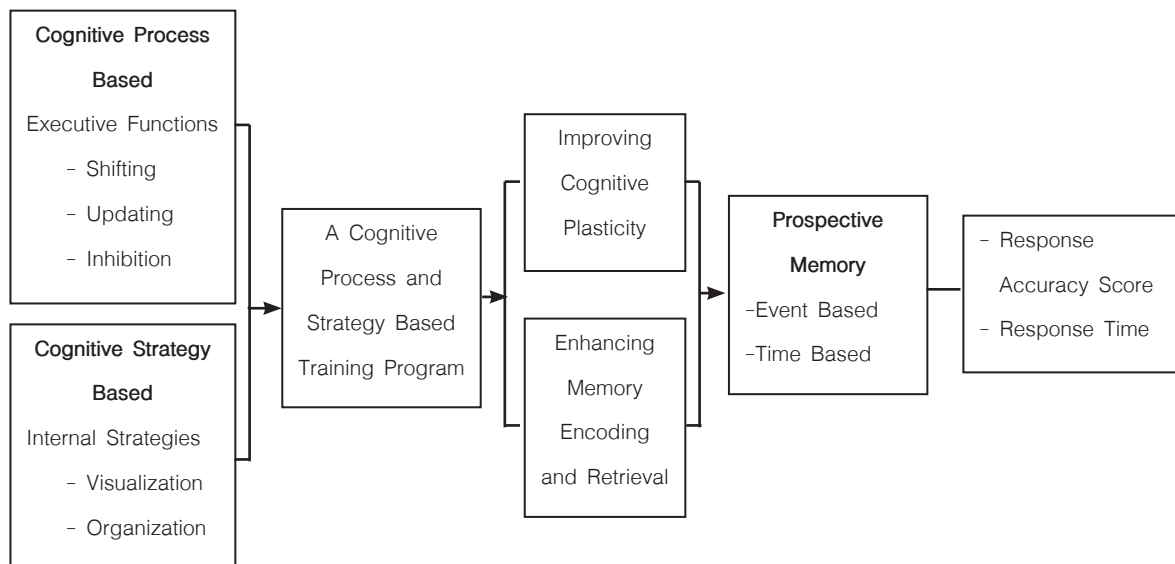 Cognitive Process
Based
Executive Functions
- Shifting
- Updating
- Inhibition
Cognitive Strategy
Based
Internal Strategies
- Visualization
- Organization
A Cognitive
Process and
Strategy Based
Training Program
Improving
Cognitive
Plasticity
Enhancing
Memory
Encoding
and Retrieval
Prospective
Memory
-Event Based
-Time Based
- Response
Accuracy Score
- Response Time